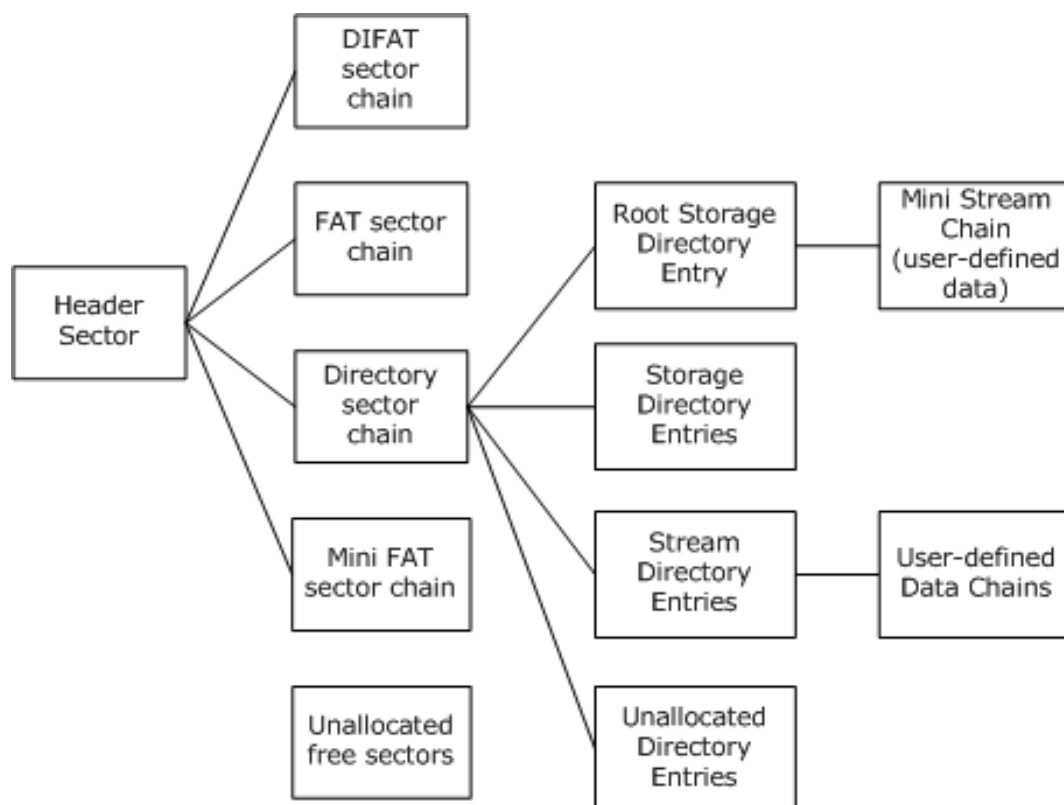 DIFAT
sector
chain
FAT sector
chain
Header
Sector
Directory
sector
chain
Mini FAT
sector chain
Unallocated
free sectors
Root Storage
Directory
Entry
Storage
Directory
Entries
Stream
Directory
Entries
Unallocated
Directory
Entries
Mini Stream
Chain
(user-defined
data)
User-defined
Data Chains